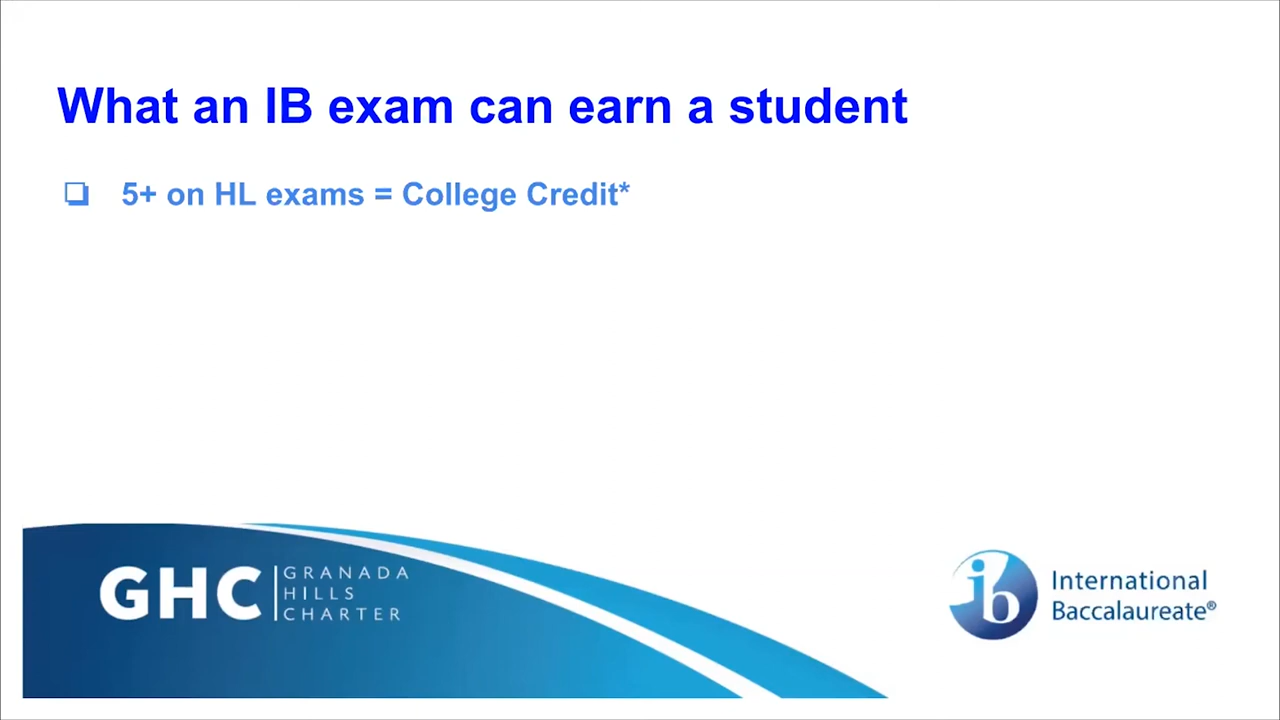 What an IB exam can earn a student
❏ 5+ on HL exams = College Credit*
GHC
GRANADA
HILLS
CHARTER
ib
International
Baccalaureate®